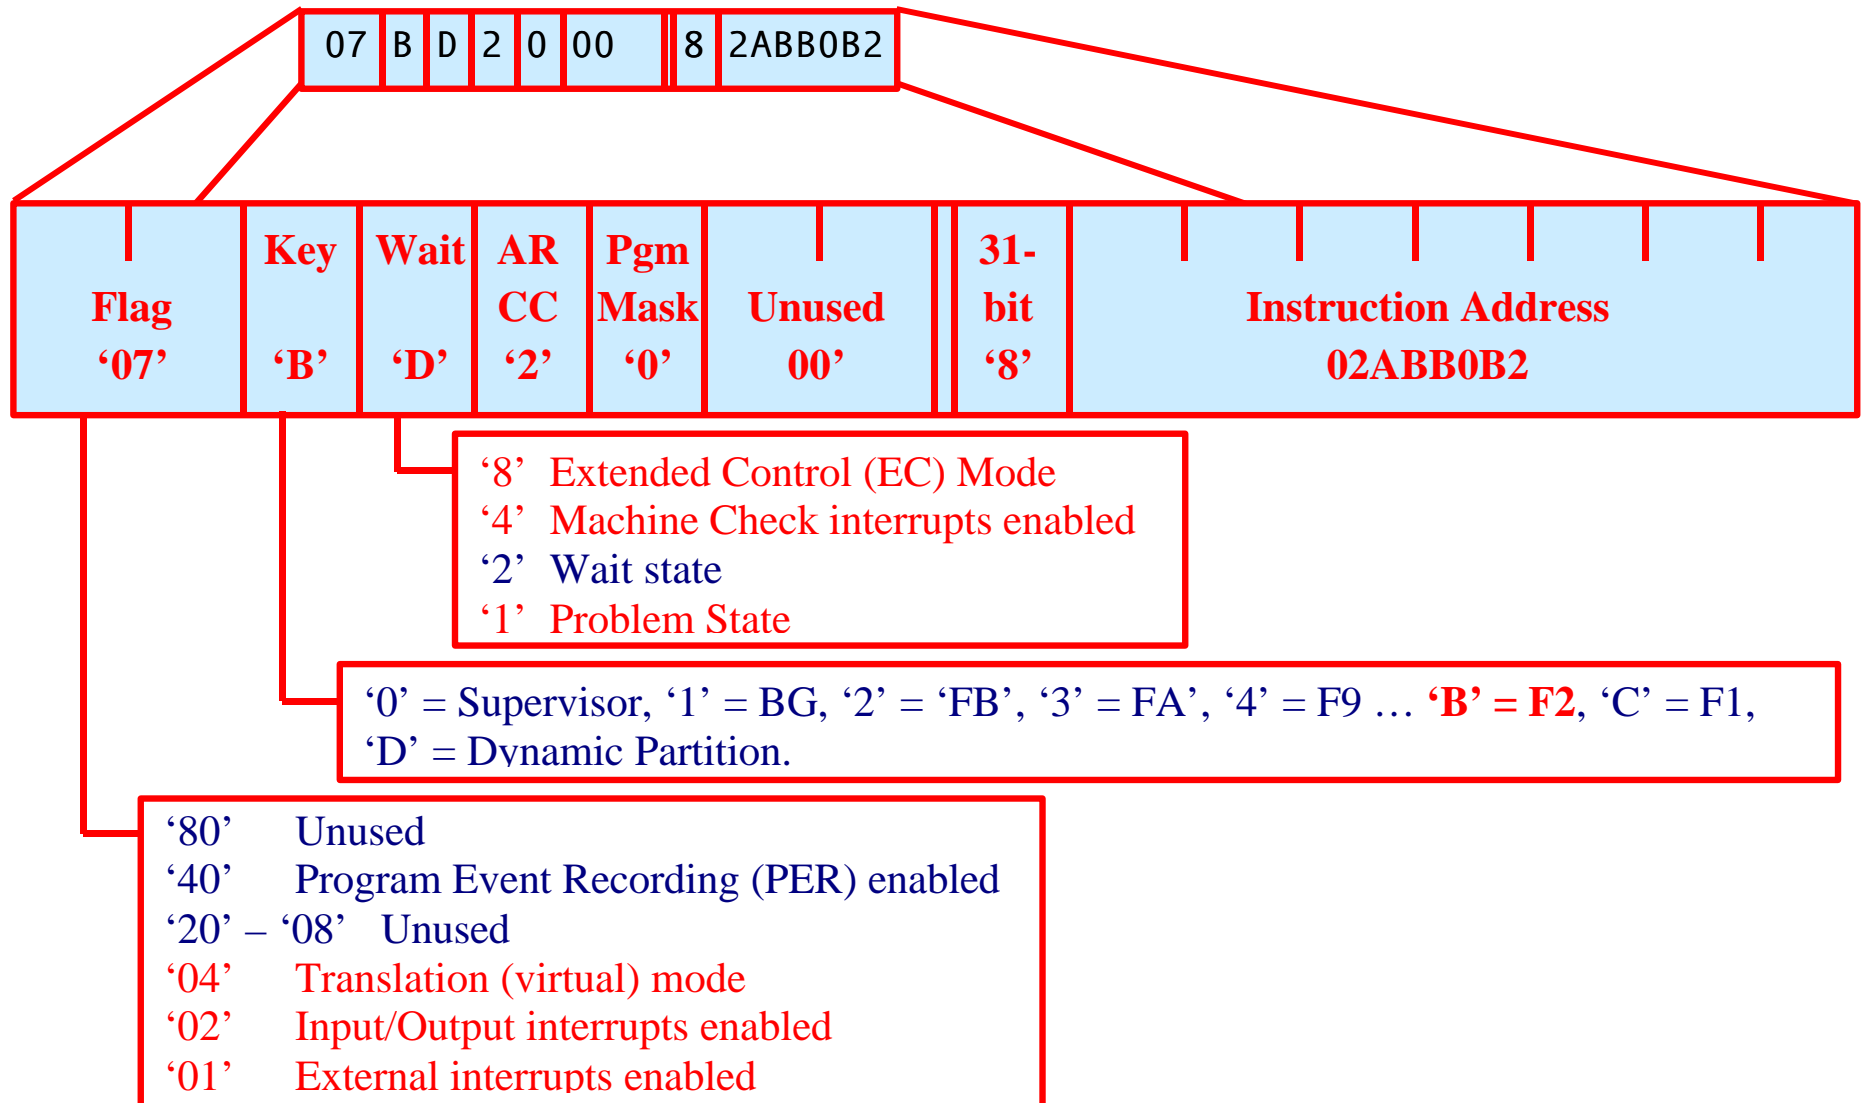 07 B D 2 0 00 8 2ABB0B2
Key Wait AR Pgm 31-
Flag CC Mask Unused bit Instruction Address
‘07’ ‘B’ ‘D’ ‘2’ ‘0’ 00’ ‘8’ 02ABB0B2
‘8’ Extended Control (EC) Mode
‘4’ Machine Check interrupts enabled
‘2’ Wait state
‘1’ Problem State
‘0’ = Supervisor, ‘1’ = BG, ‘2’ = ‘FB’, ‘3’ = FA’, ‘4’ = F9 … ‘B’ = F2, ‘C’ = F1,
‘D’ = Dynamic Partition.
‘80’ Unused
‘40’ Program Event Recording (PER) enabled
‘20’ – ‘08’ Unused
‘04’ Translation (virtual) mode
‘02’ Input/Output interrupts enabled
‘01’ External interrupts enabled